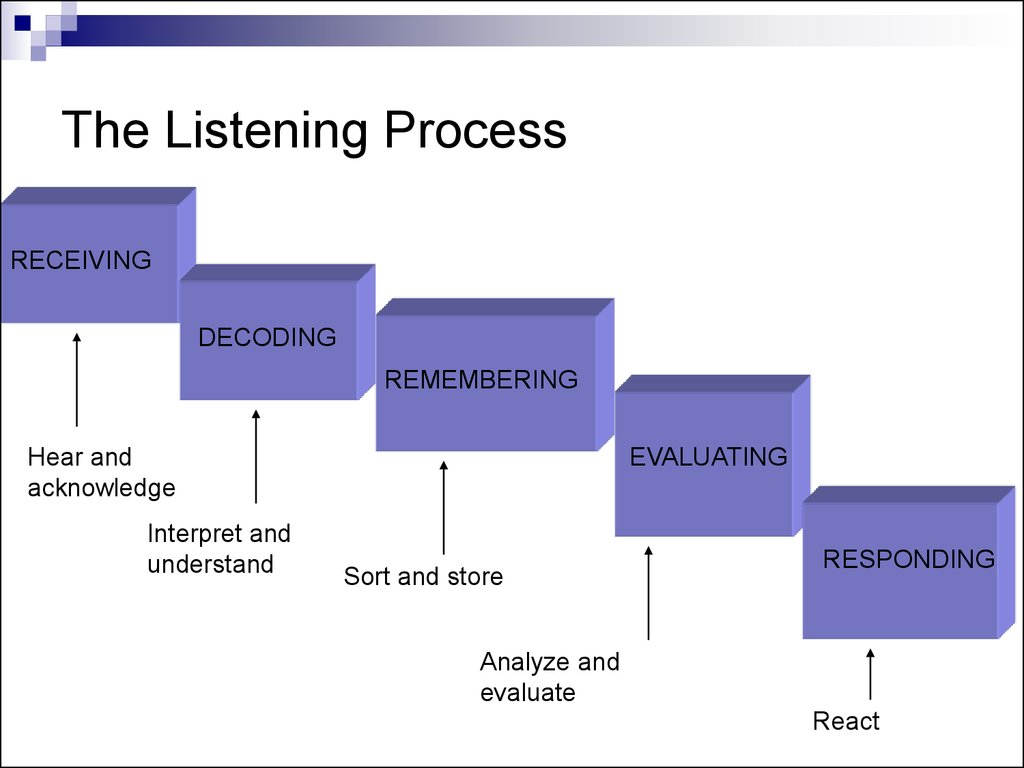 The Listening Process
RECEIVING
DECODING
REMEMBERING
EVALUATING
RESPONDING
Hear and
acknowledge
Interpret and
understand
Sort and store
Analyze and
evaluate
React